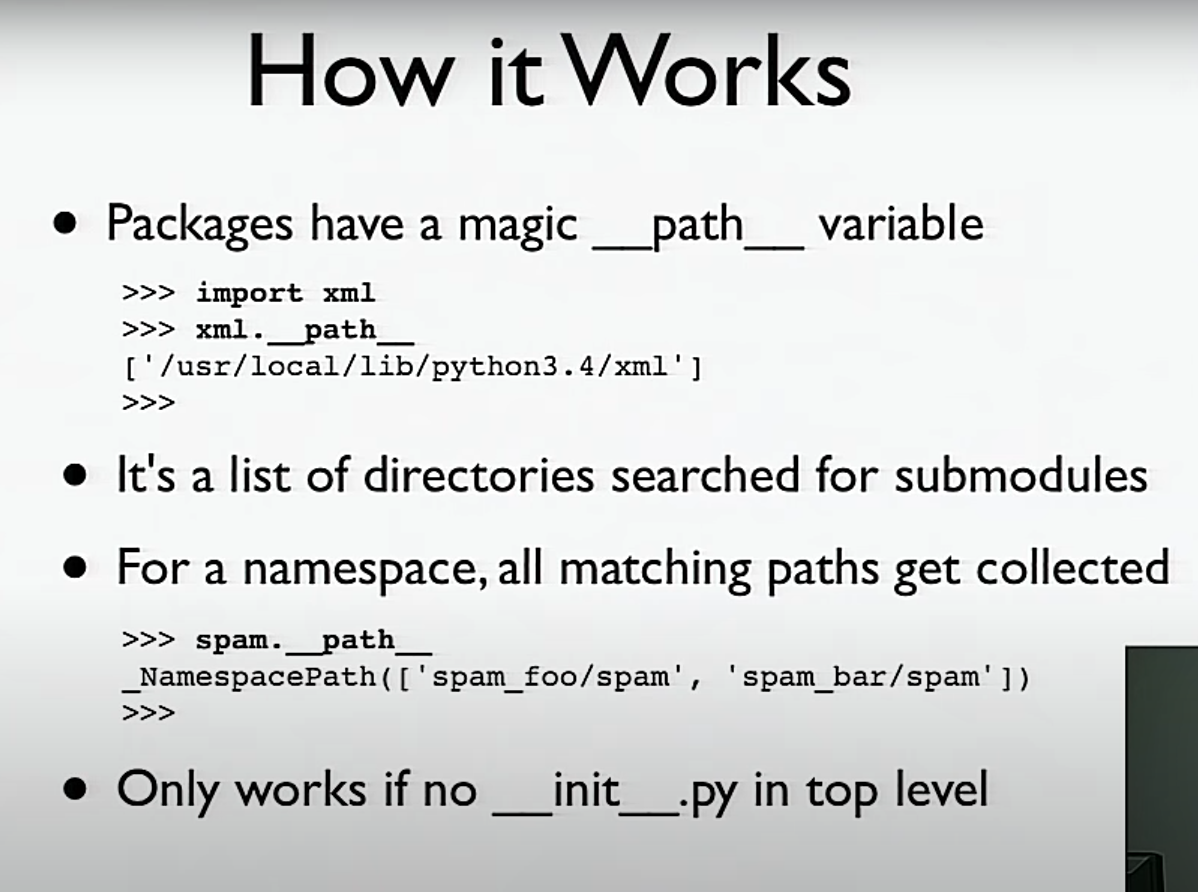 How it Works
• Packages have a magic __path__ variable
>>> import xml
>>> xml.__path__
['/usr/local/lib/python3.4/xml']
>>>
• It's a list of directories searched for submodules
• For a namespace, all matching paths get collected
>>> spam.__path__
_NamespacePath(['spam_foo/spam', 'spam_bar/spam'])
>>>
• Only works if no __init__.py in top level